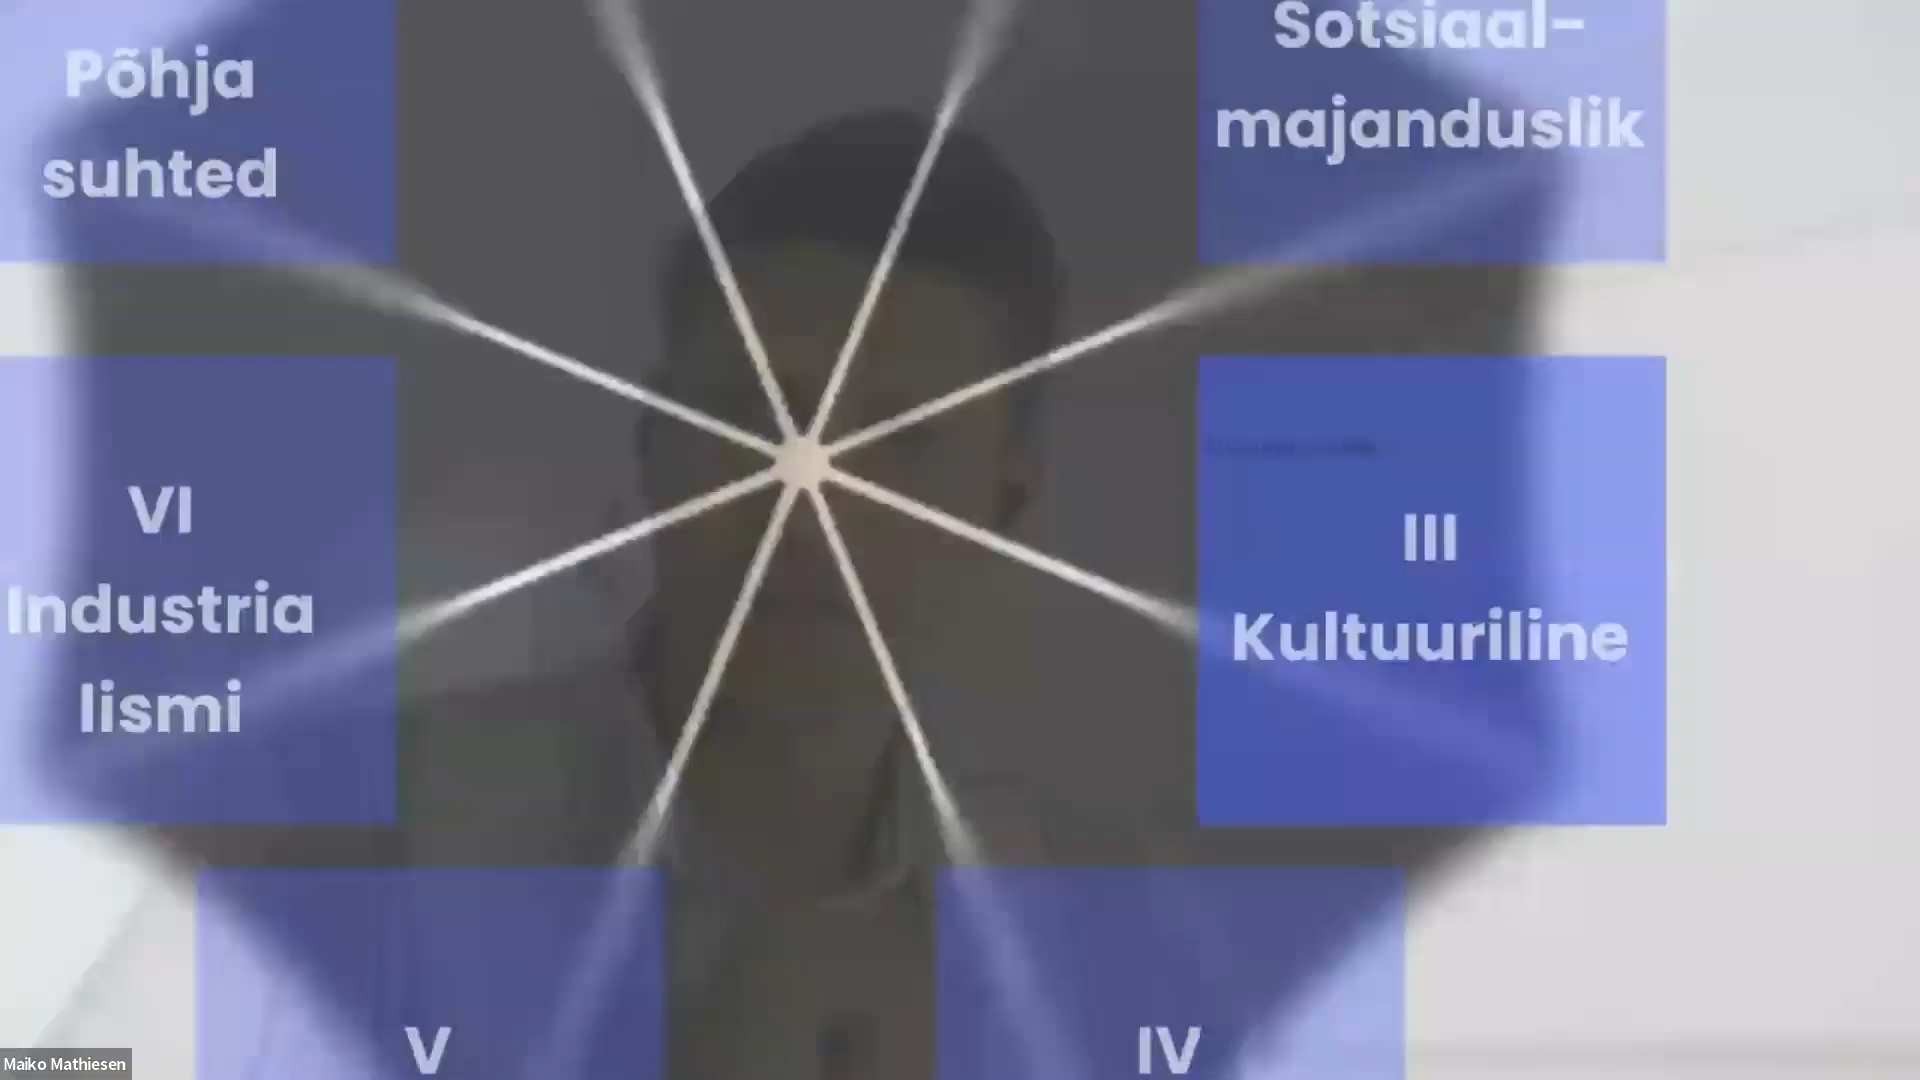 Põhja
suhted
Sotsiaal-
majanduslik
VI
Industria
lismi
III
Kultuuriline
V
IV
Maiko Mathiesen